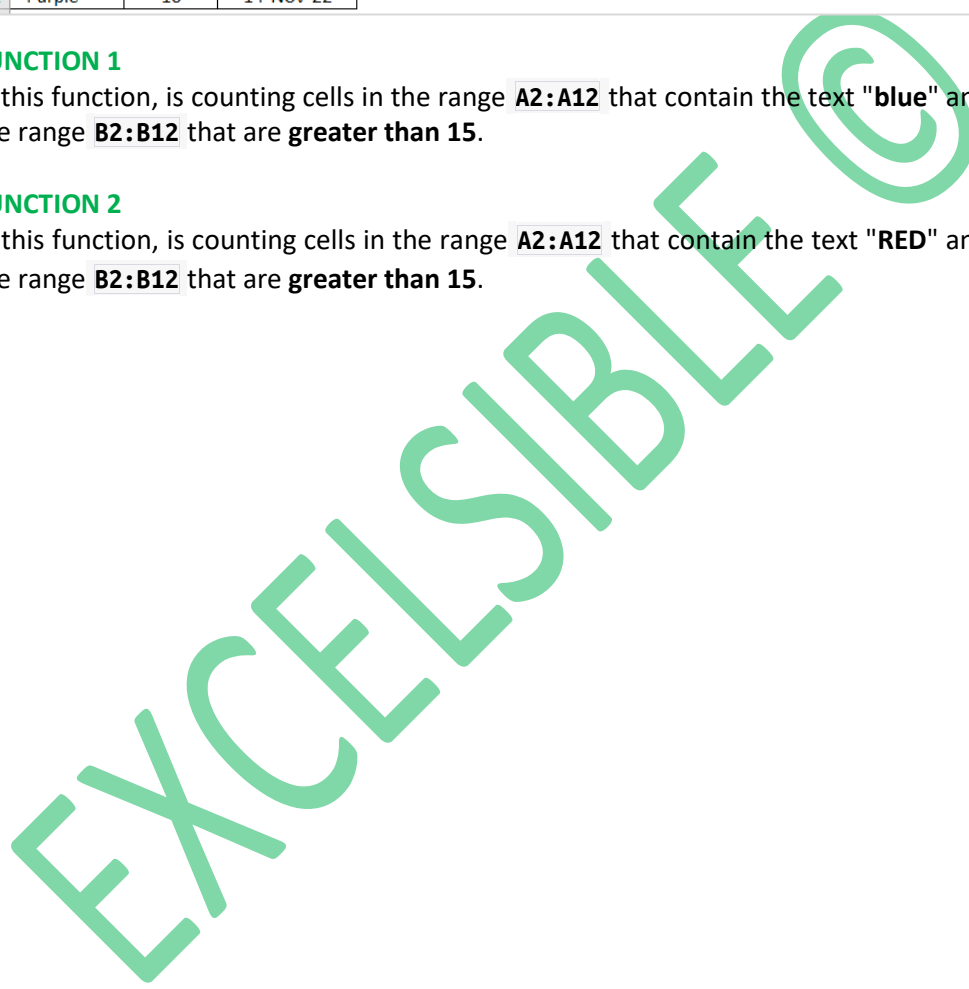 UNCTION 1
this function, is counting cells in the range A2:A12 that contain the text "blue" an
e range B2:B12 that are greater than 15.
UNCTION 2
this function, is counting cells in the range A2:A12 that contain the text "RED" an
e range B2:B12 that are greater than 15.
EXCELSIBLE ©